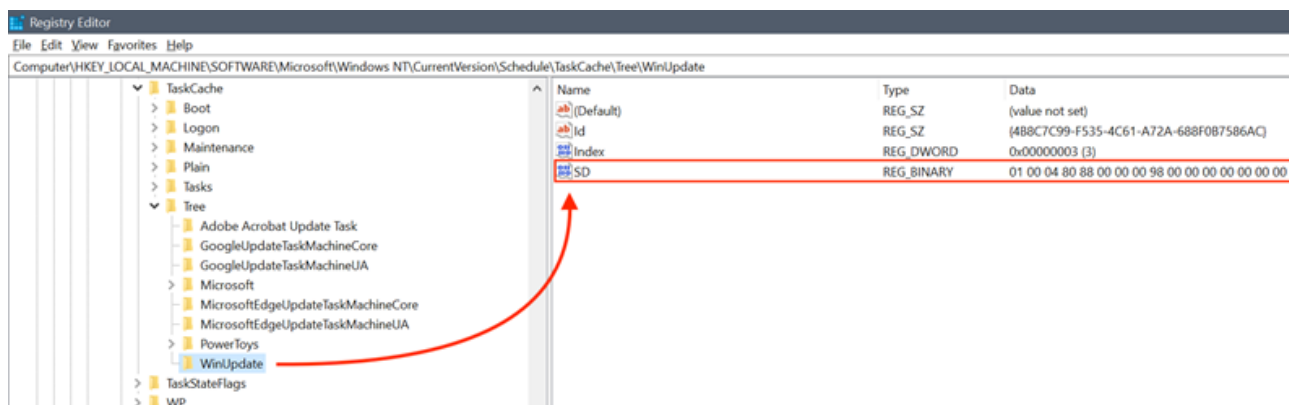 Registry Editor
File Edit View Favorites Help
Computer\HKEY_LOCAL_MACHINE\SOFTWARE\Microsoft\Windows NT\CurrentVersion\Schedule\TaskCache\Tree\WinUpdate
TaskCache
Boot
Logon
Maintenance
Plain
Tasks
Tree
Adobe Acrobat Update Task
GoogleUpdateTaskMachineCore
GoogleUpdateTaskMachineUA
Microsoft
MicrosoftEdgeUpdateTaskMachineCore
MicrosoftEdgeUpdateTaskMachineUA
PowerToys
WinUpdate
TaskStateFlags
WP
Name Type Data
(Default) REG_SZ (value not set)
Id REG_SZ {4B8C7C99-F535-4C61-A72A-688F0B7586AC}
Index REG_DWORD 0x00000003 (3)
SD REG_BINARY 01 00 04 80 88 00 00 00 98 00 00 00 00 00 00 00